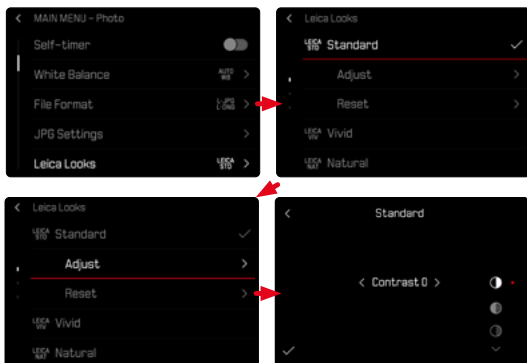 MAIN MENU - Photo
Self-timer
White Balance AUTO WB
File Format L-JPG L-DNG
JPG Settings
Leica Looks LEICA STD
Leica Looks
LEICA STD Standard
Adjust
Reset
LEICA VIV Vivid
LEICA NAT Natural
Leica Looks
LEICA STD Standard
Adjust
Reset
LEICA VIV Vivid
LEICA NAT Natural
Standard
Contrast 0